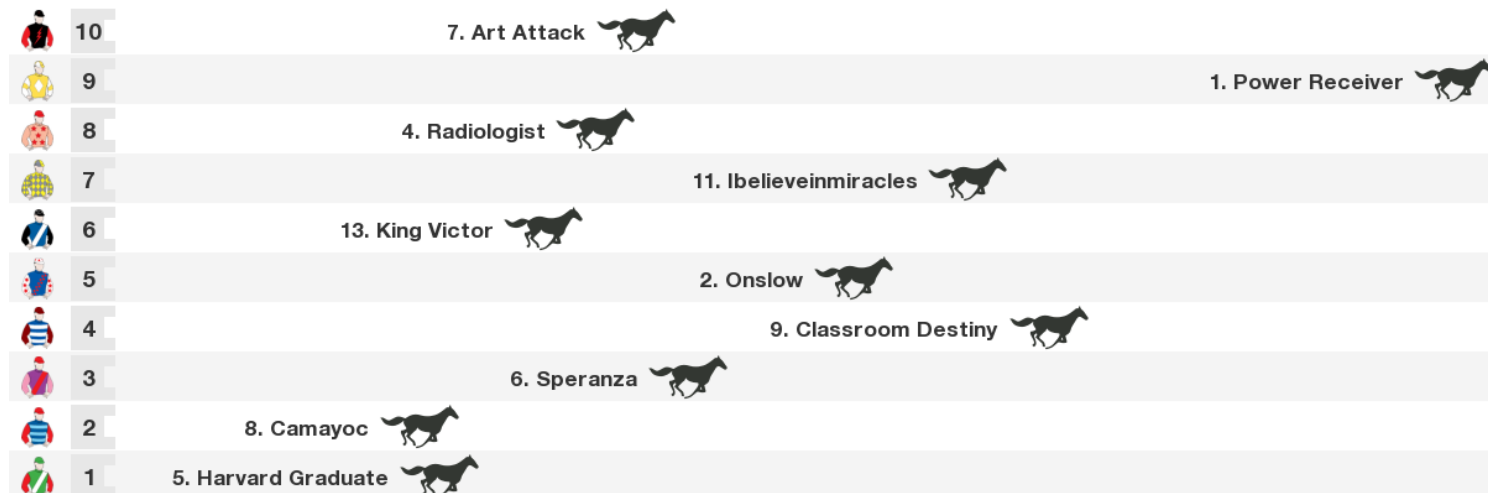 10 7. Art Attack
9 1. Power Receiver
8 4. Radiologist
7 11. Ibelieveinmiracles
6 13. King Victor
5 2. Onslow
4 9. Classroom Destiny
3 6. Speranza
2 8. Camayoc
1 5. Harvard Graduate